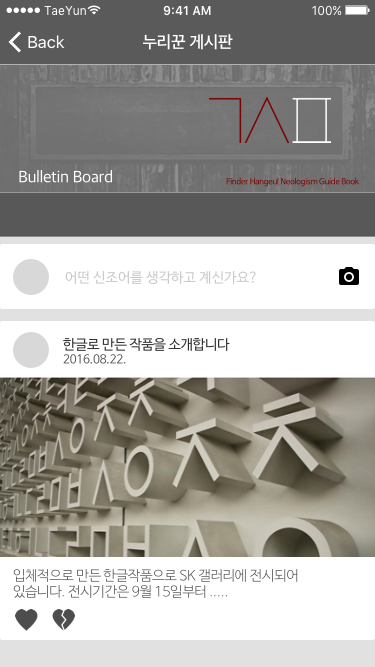 TaeYun 9:41 AM 100%
Back 누리꾼 게시판
ㄱㅅㅁ
Bulletin Board
Finder Hangeul Neologism Guide Book
어떤 신조어를 생각하고 계신가요?
한글로 만든 작품을 소개합니다
2016.08.22.
입체적으로 만든 한글작품으로 SK 갤러리에 전시되어
있습니다. 전시기간은 9월 15일부터 .....